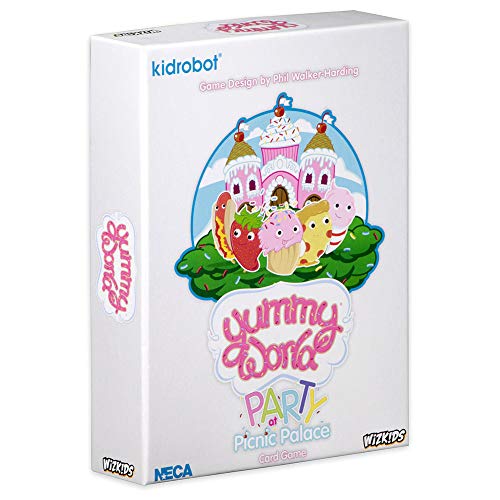 kidrobot®
Game Design by Phil Walker-Harding
yummy
world
PARTY
at
Picnic Palace
Card Game
NECA
WIZKIDS
yummy
world
WIZKIDS